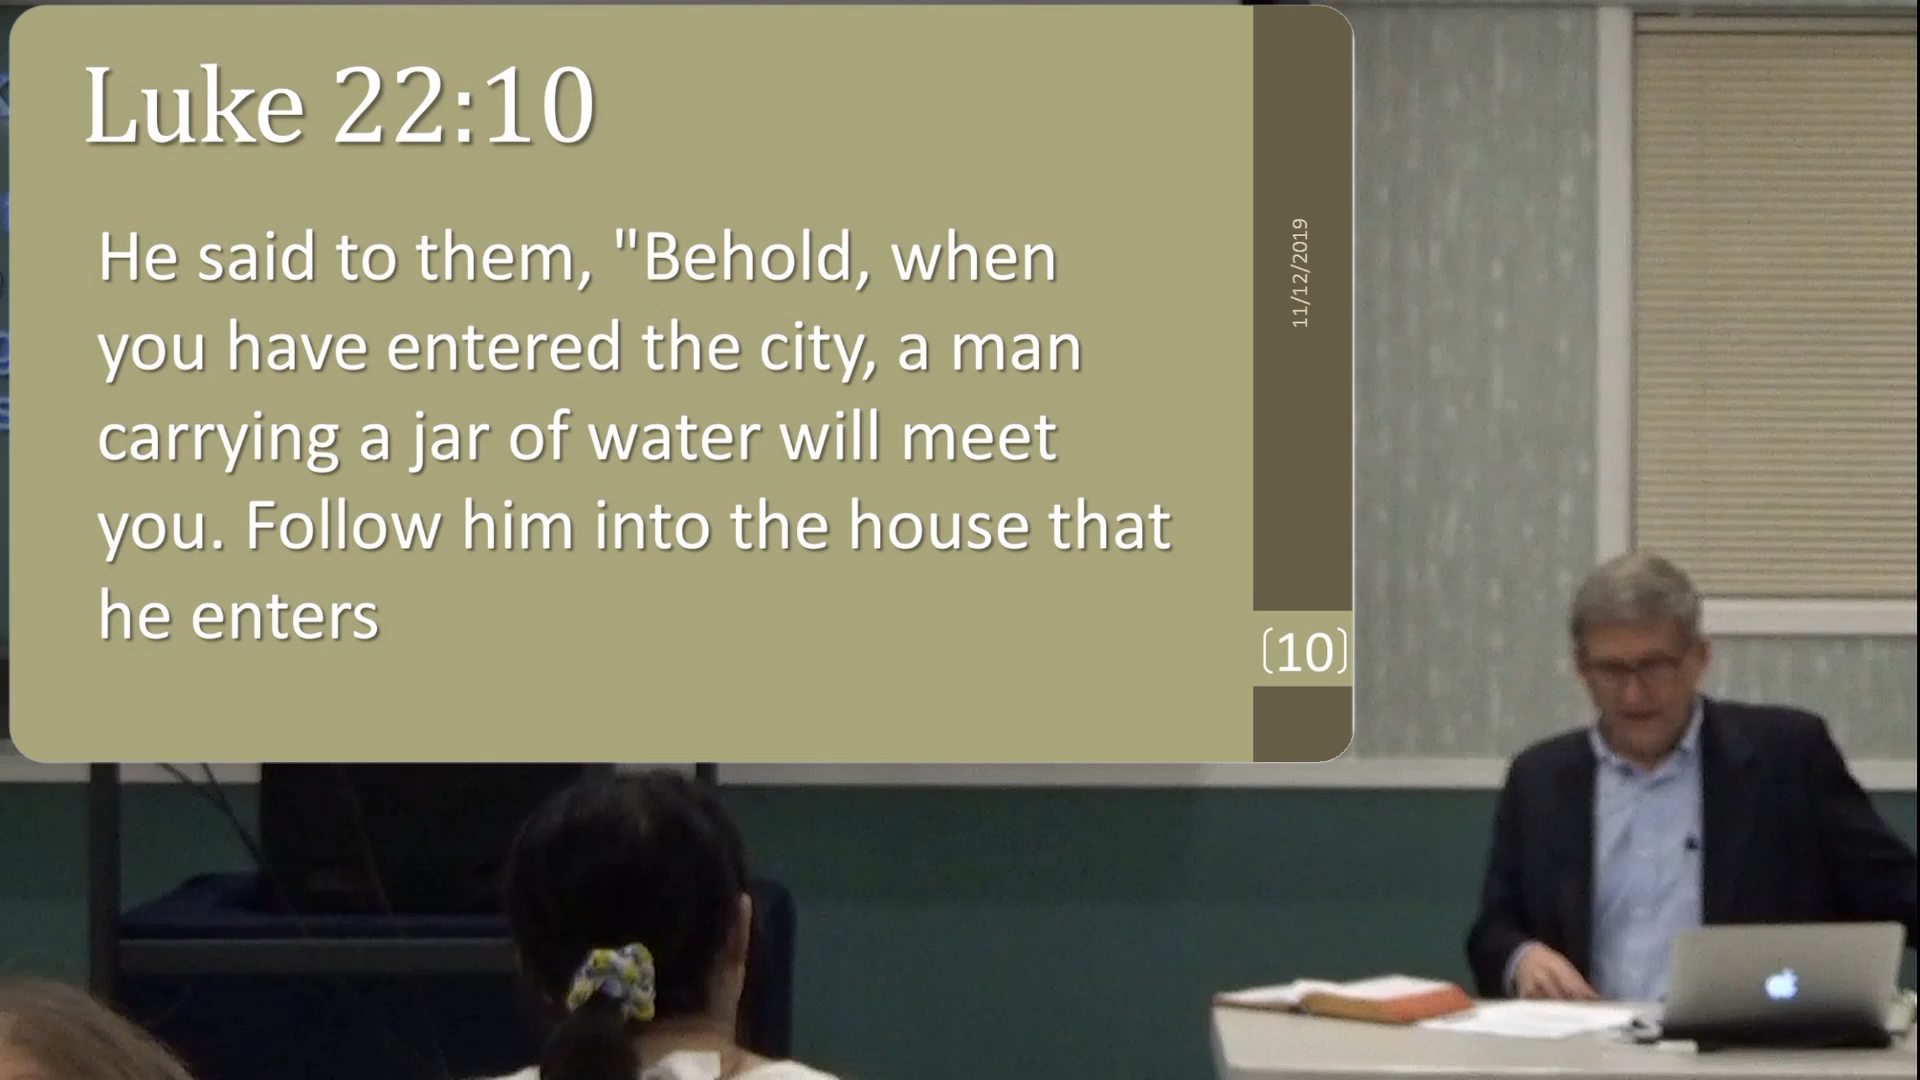 Luke 22:10
He said to them, "Behold, when
you have entered the city, a man
carrying a jar of water will meet
you. Follow him into the house that
he enters
11/12/2019
(10)